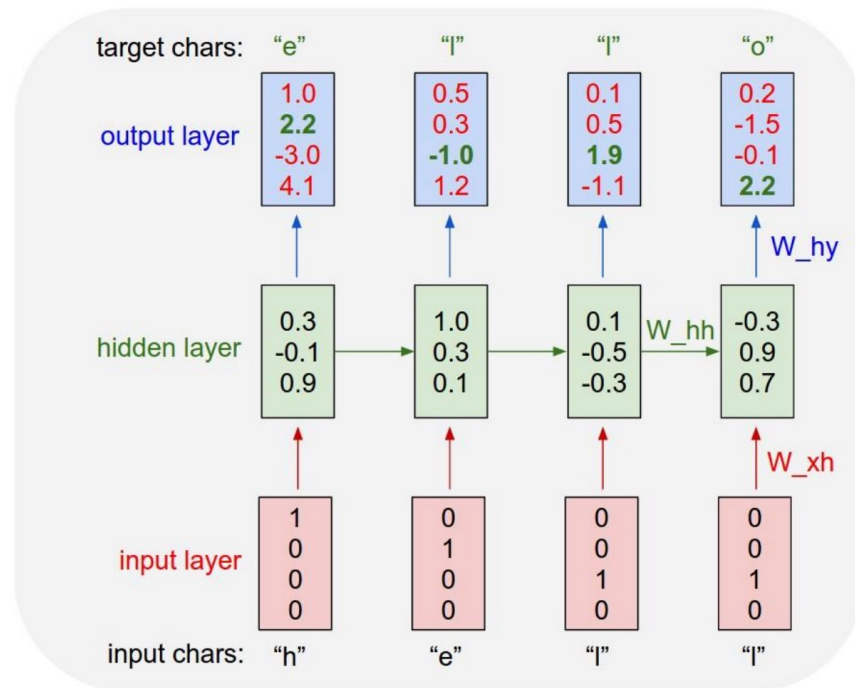 target chars: “e” “l” “l” “o”
output layer
1.0 0.5 0.1 0.2
2.2 0.3 0.5 -1.5
-3.0 -1.0 1.9 -0.1
4.1 1.2 -1.1 2.2
W_hy
hidden layer
0.3 1.0 0.1 -0.3
-0.1 0.3 -0.5 0.9
0.9 0.1 -0.3 0.7
W_hh
W_xh
input layer
1 0 0 0
0 1 0 0
0 0 1 1
0 0 0 0
input chars: “h” “e” “l” “l”